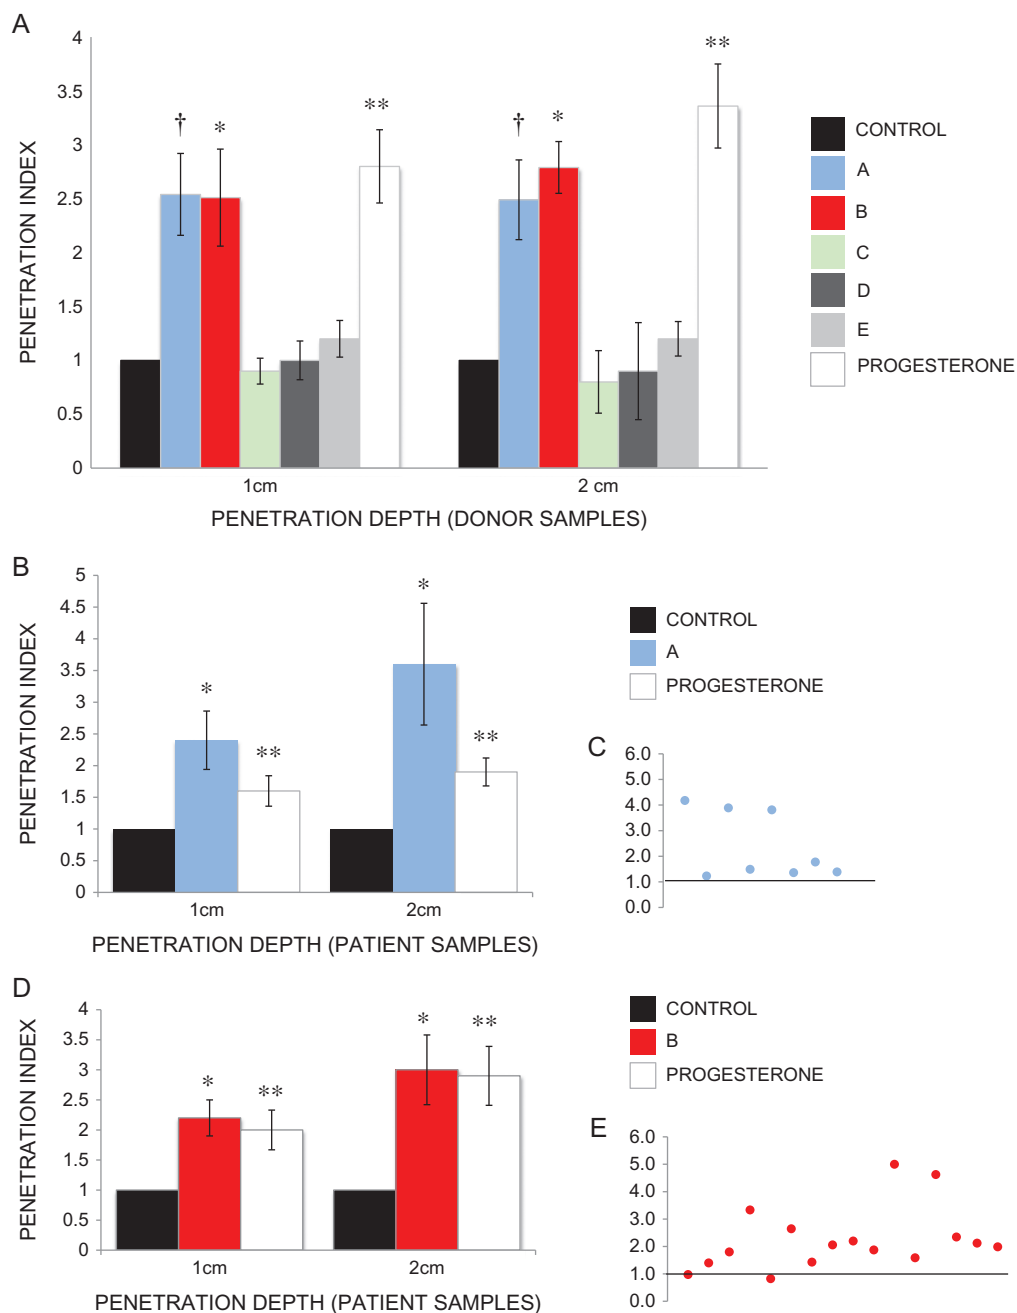 A
PENETRATION INDEX
4
3.5
3
2.5
2
1.5
1
0.5
0
† * ** † * **
1cm 2 cm
PENETRATION DEPTH (DONOR SAMPLES)
CONTROL
A
B
C
D
E
PROGESTERONE
B
PENETRATION INDEX
5
4.5
4
3.5
3
2.5
2
1.5
1
0.5
0
* ** * **
1cm 2cm
PENETRATION DEPTH (PATIENT SAMPLES)
CONTROL
A
PROGESTERONE
C
6.0
5.0
4.0
3.0
2.0
1.0
0.0
D
PENETRATION INDEX
4
3.5
3
2.5
2
1.5
1
0.5
0
* ** * **
1cm 2cm
PENETRATION DEPTH (PATIENT SAMPLES)
CONTROL
B
PROGESTERONE
E
6.0
5.0
4.0
3.0
2.0
1.0
0.0